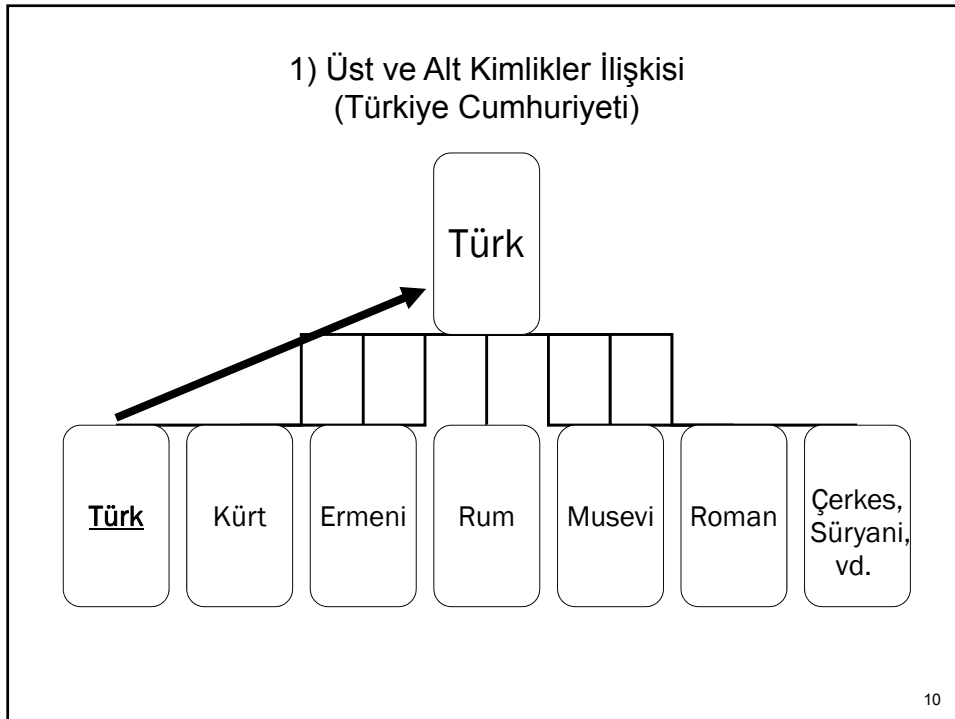 1) Üst ve Alt Kimlikler İlişkisi
(Türkiye Cumhuriyeti)
Türk
Türk
Kürt
Ermeni
Rum
Musevi
Roman
Çerkes,
Süryani,
vd.
10